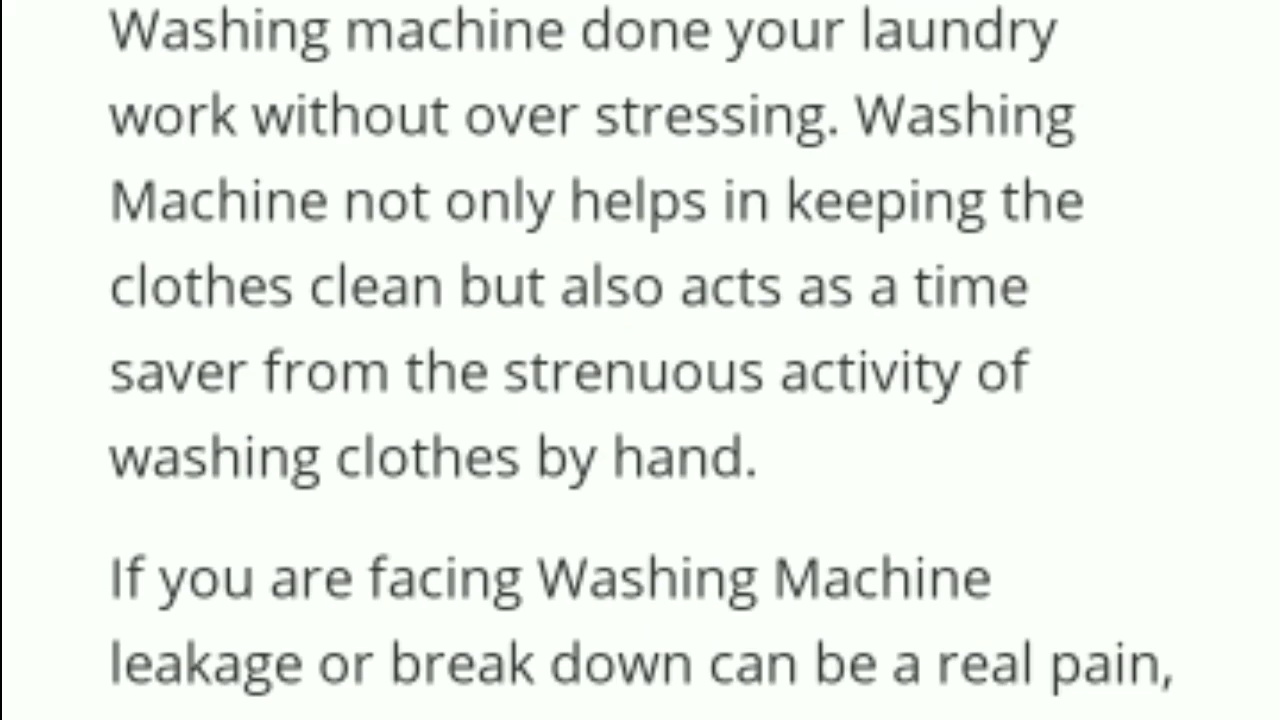 Washing machine done your laundry
work without over stressing. Washing
Machine not only helps in keeping the
clothes clean but also acts as a time
saver from the strenuous activity of
washing clothes by hand.
If you are facing Washing Machine
leakage or break down can be a real pain,